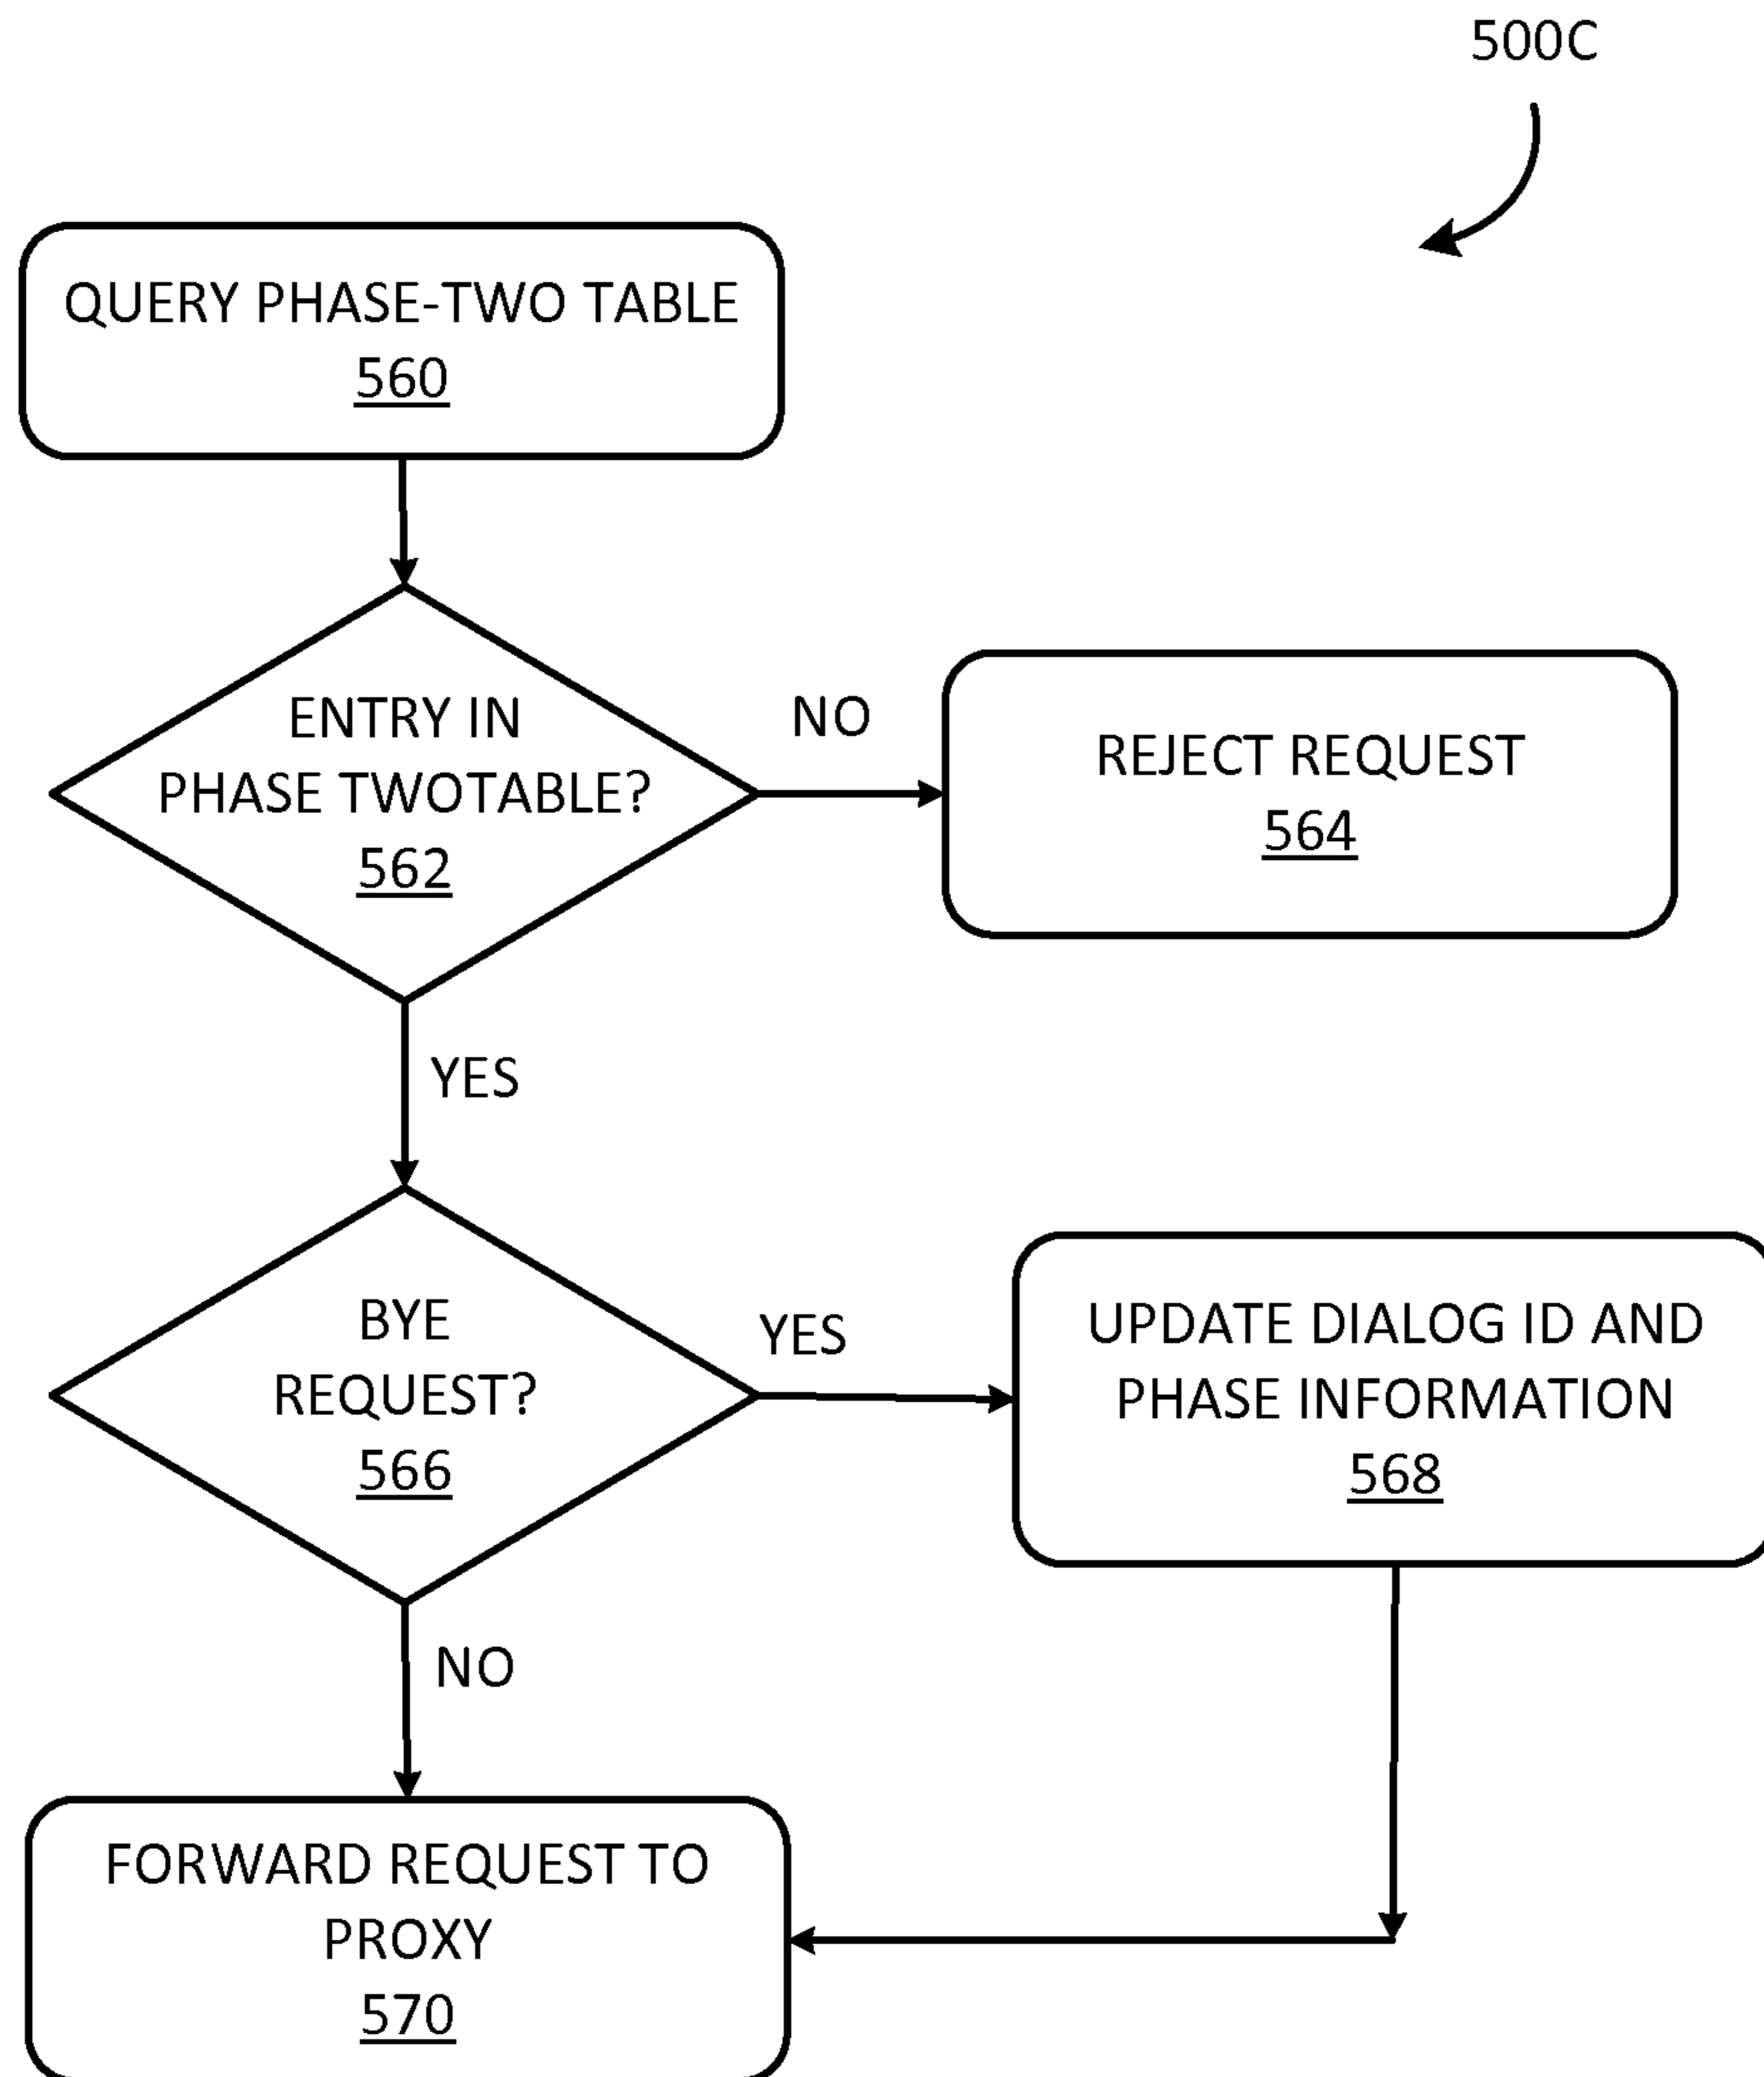 500C
QUERY PHASE-TWO TABLE
560
ENTRY IN
PHASE TWOTABLE?
562
NO
REJECT REQUEST
564
YES
BYE
REQUEST?
566
YES
UPDATE DIALOG ID AND
PHASE INFORMATION
568
NO
FORWARD REQUEST TO
PROXY
570